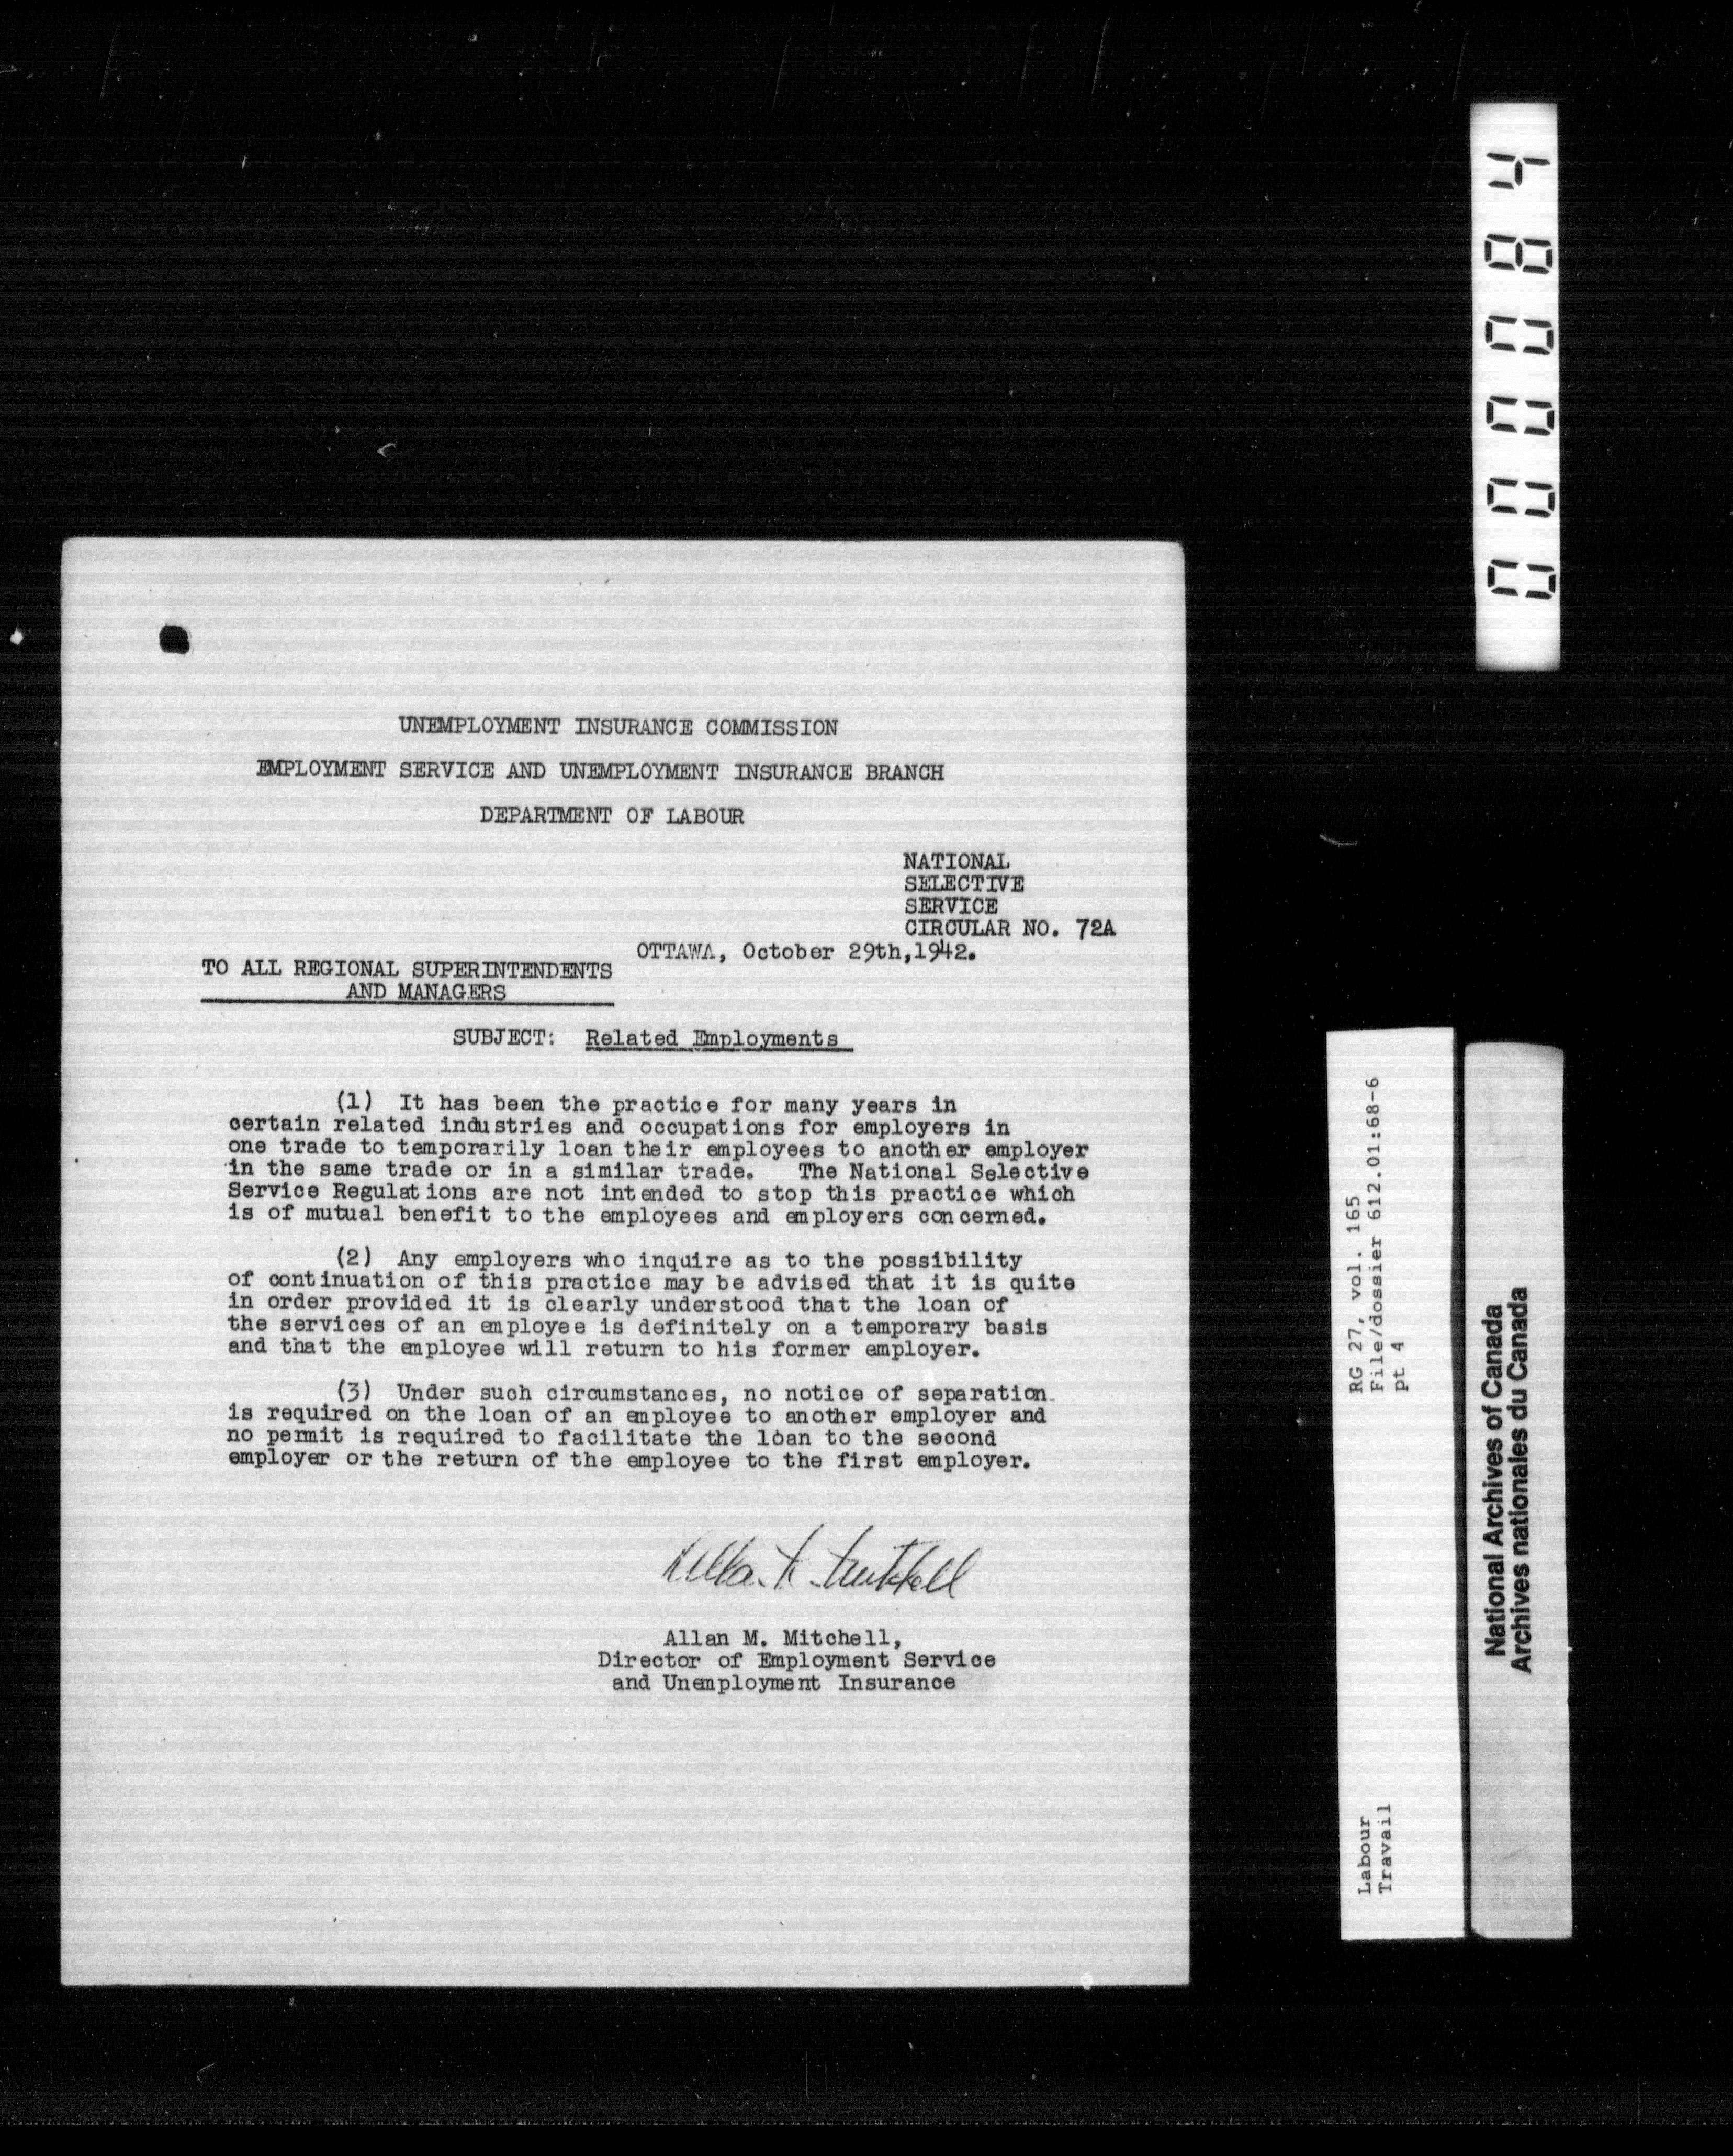 UNEMPLOYMENT INSURANCE COMMISSION
EMPLOYMENT SERVICE AND UNEMPLOYMENT INSURANCE BRANCH
DEPARTMENT OF LABOUR
NATIONAL
SELECTIVE
SERVICE
CIRCULAR NO. 72A
OTTAWA, October 29th,1942.
TO ALL REGIONAL SUPERINTENDENTS
AND MANAGERS
SUBJECT: Related Employments
(1) It has been the practice for many years in
certain related industries and occupations for employers in
one trade to temporarily loan their employees to another employer
in the same trade or in a similar trade. The National Selective
Service Regulations are not intended to stop this practice which
is of mutual benefit to the employees and employers concerned.
(2) Any employers who inquire as to the possibility
of continuation of this practice may be advised that it is quite
in order provided it is clearly understood that the loan of
the services of an employee is definitely on a temporary basis
and that the employee will return to his former employer.
(3) Under such circumstances, no notice of separation
is required on the loan of an employee to another employer and
no permit is required to facilitate the loan to the second
employer or the return of the employee to the first employer.
Allan M. Mitchell
Allan M. Mitchell,
Director of Employment Service
and Unemployment Insurance
000084
RG 27, vol. 165
File/dossier 612.01:68-6
pt 4
Labour
Travail
National Archives of Canada
Archives nationales du Canada